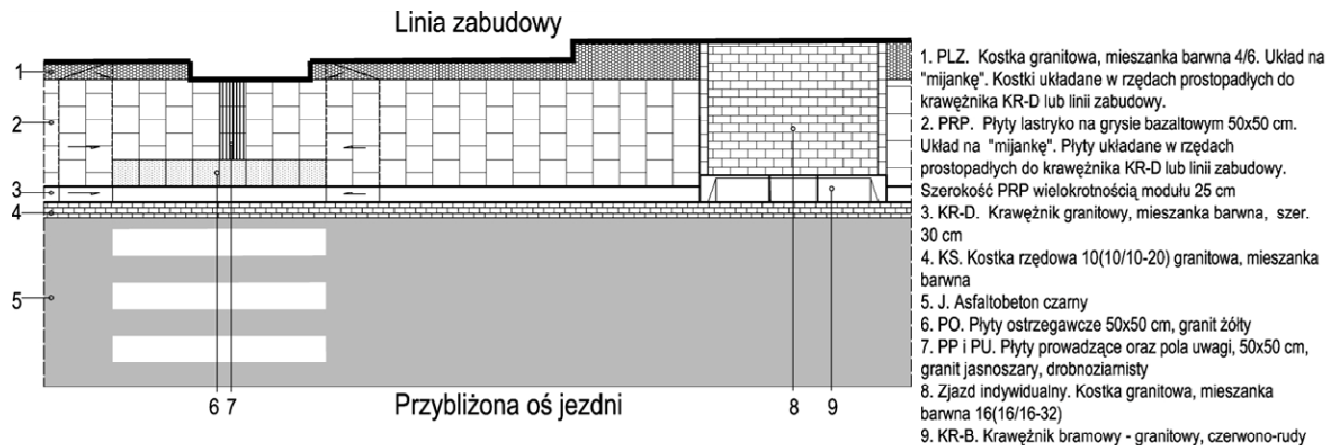 Linia zabudowy
1
2
3
4
5
6 7
Przybliżona oś jezdni
8
9
1. PLZ. Kostka granitowa, mieszanka barwna 4/6. Układ na
"mijankę". Kostki układane w rzędach prostopadłych do
krawężnika KR-D lub linii zabudowy.
2. PRP. Płyty lastryko na grysie bazaltowym 50x50 cm.
Układ na "mijankę". Płyty układane w rzędach
prostopadłych do krawężnika KR-D lub linii zabudowy.
Szerokość PRP wielokrotnością modułu 25 cm
3. KR-D. Krawężnik granitowy, mieszanka barwna, szer.
30 cm
4. KS. Kostka rzędowa 10(10/10-20) granitowa, mieszanka
barwna
5. J. Asfaltobeton czarny
6. PO. Płyty ostrzegawcze 50x50 cm, granit żółty
7. PP i PU. Płyty prowadzące oraz pola uwagi, 50x50 cm,
granit jasnoszary, drobnoziarnisty
8. Zjazd indywidualny. Kostka granitowa, mieszanka
barwna 16(16/16-32)
9. KR-B. Krawężnik bramowy - granitowy, czerwono-rudy